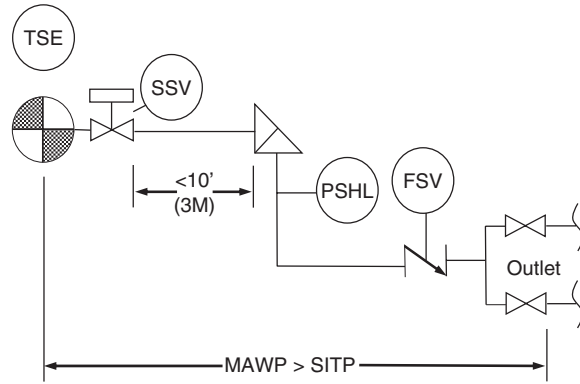 TSE
SSV
<10'
(3M)
PSHL
FSV
Outlet
MAWP > SITP